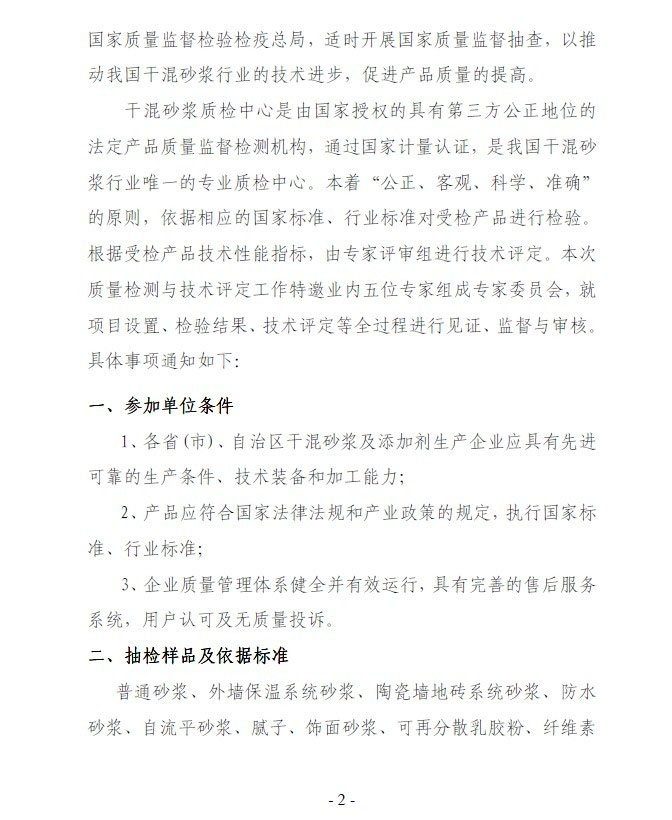 国家质量监督检验检疫总局，适时开展国家质量监督抽查，以推
动我国干混砂浆行业的技术进步，促进产品质量的提高。
干混砂浆质检中心是由国家授权的具有第三方公正地位的
法定产品质量监督检测机构，通过国家计量认证，是我国干混砂
浆行业唯一的专业质检中心。本着“公正、客观、科学、准确”
的原则，依据相应的国家标准、行业标准对受检产品进行检验。
根据受检产品技术性能指标，由专家评审组进行技术评定。本次
质量检测与技术评定工作特邀业内五位专家组成专家委员会，就
项目设置、检验结果、技术评定等全过程进行见证、监督与审核。
具体事项通知如下：
一、参加单位条件
1、各省（市）、自治区干混砂浆及添加剂生产企业应具有先进
可靠的生产条件、技术装备和加工能力；
2、产品应符合国家法律法规和产业政策的规定，执行国家标
准、行业标准；
3、企业质量管理体系健全并有效运行，具有完善的售后服务
系统，用户认可及无质量投诉。
二、抽检样品及依据标准
普通砂浆、外墙保温系统砂浆、陶瓷墙地砖系统砂浆、防水
砂浆、自流平砂浆、腻子、饰面砂浆、可再分散乳胶粉、纤维素
- 2 -